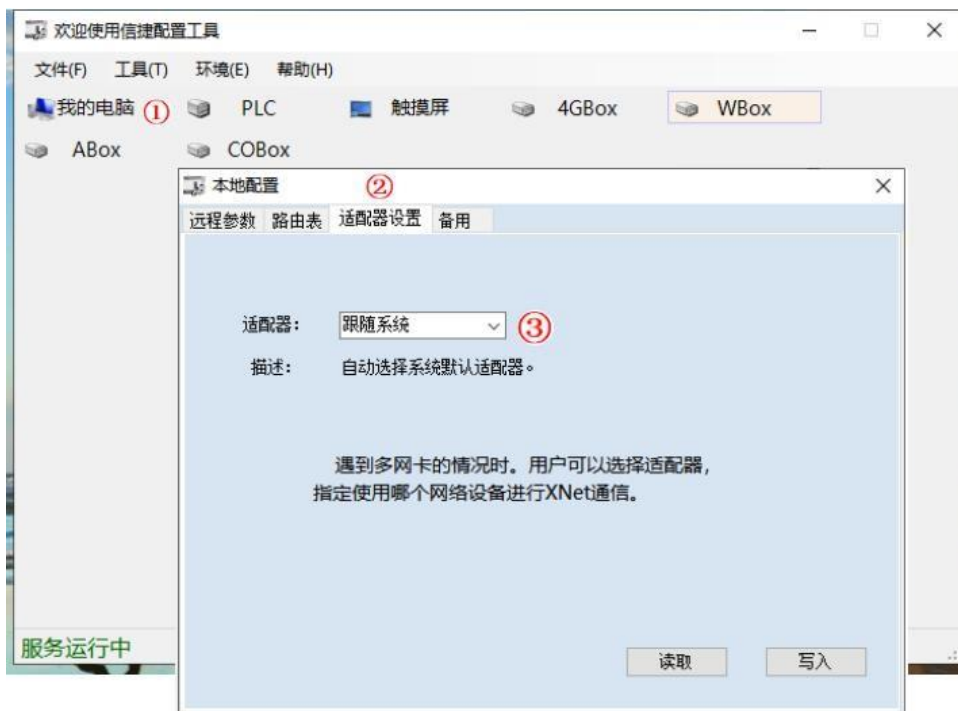 欢迎使用信捷配置工具
文件(F) 工具(T) 环境(E) 帮助(H)
我的电脑 ① PLC 触摸屏 4GBox WBox
ABox COBox
本地配置 ②
远程参数 路由表 适配器设置 备用
适配器： 跟随系统 ③
描述： 自动选择系统默认适配器。
遇到多网卡的情况时。用户可以选择适配器，
指定使用哪个网络设备进行XNet通信。
读取 写入
服务运行中